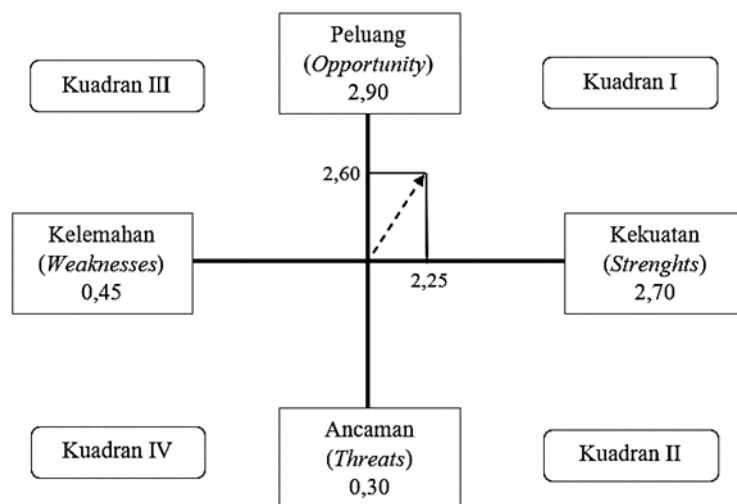 Peluang
(Opportunity)
2,90
Kuadran III
Kuadran I
2,60
Kelemahan
(Weaknesses)
0,45
Kekuatan
(Strenghts)
2,70
2,25
Kuadran IV
Ancaman
(Threats)
0,30
Kuadran II